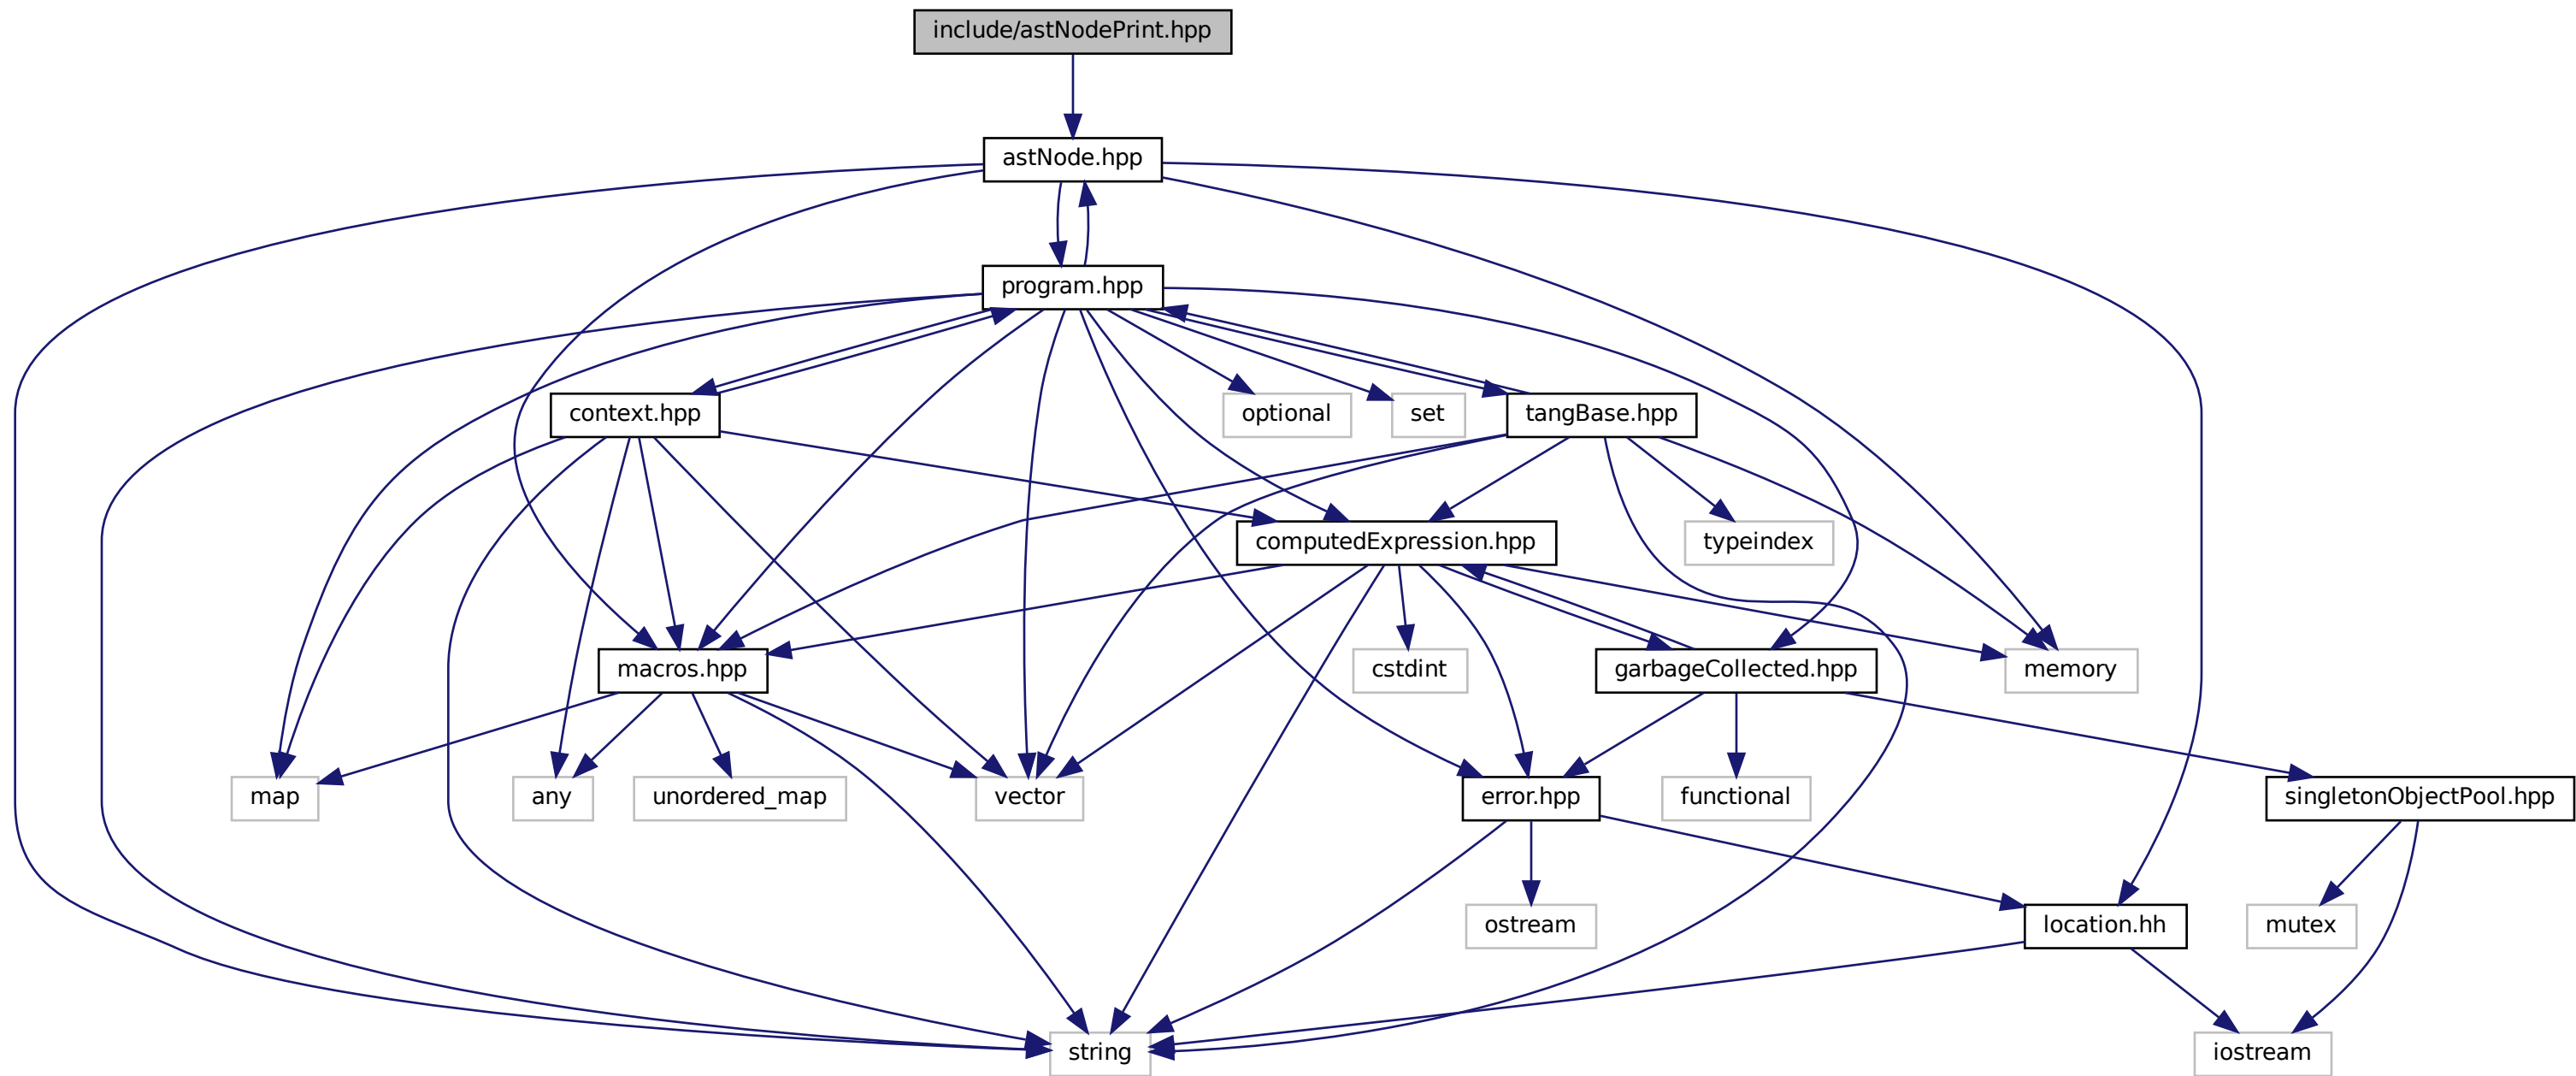 include/astNodePrint.hpp
astNode.hpp
program.hpp
context.hpp
optional
set
tangBase.hpp
computedExpression.hpp
typeindex
macros.hpp
cstdint
garbageCollected.hpp
memory
map
any
unordered_map
vector
error.hpp
functional
singletonObjectPool.hpp
ostream
location.hh
mutex
string
iostream